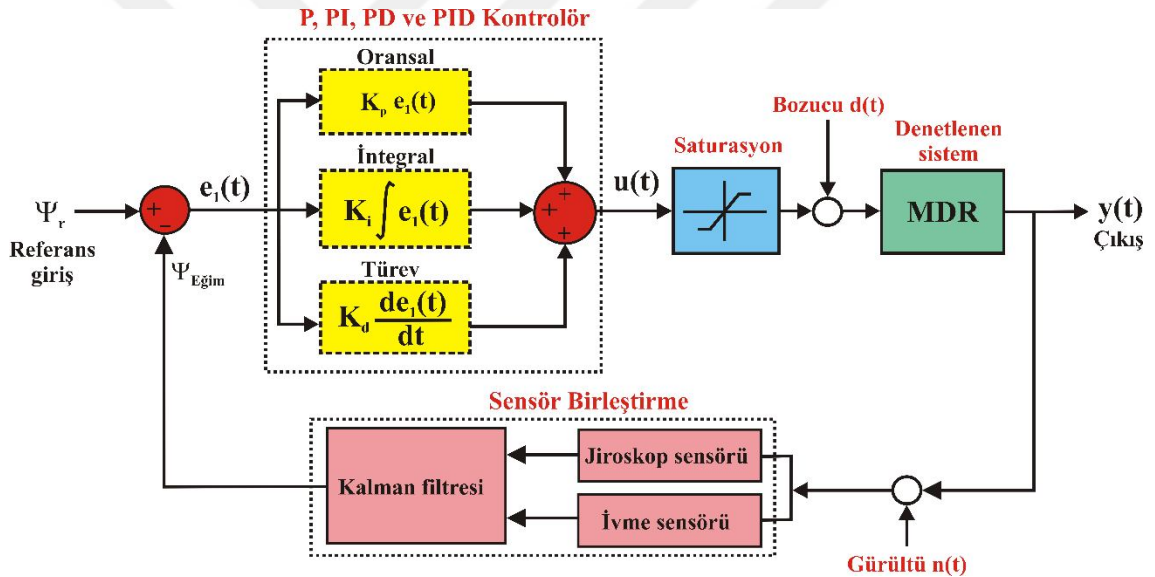 P, PI, PD ve PID Kontrolör
Oransal
Kp e1(t)
İntegral
Ki ∫ e1(t)
Türev
Kd de1(t)/dt
Ψr
Referans
giriş
+
−
e1(t)
ΨEğim
+
+
+
u(t)
Saturasyon
Bozucu d(t)
Denetlenen
sistem
MDR
y(t)
Çıkış
Sensör Birleştirme
Kalman filtresi
Jiroskop sensörü
İvme sensörü
Gürültü n(t)